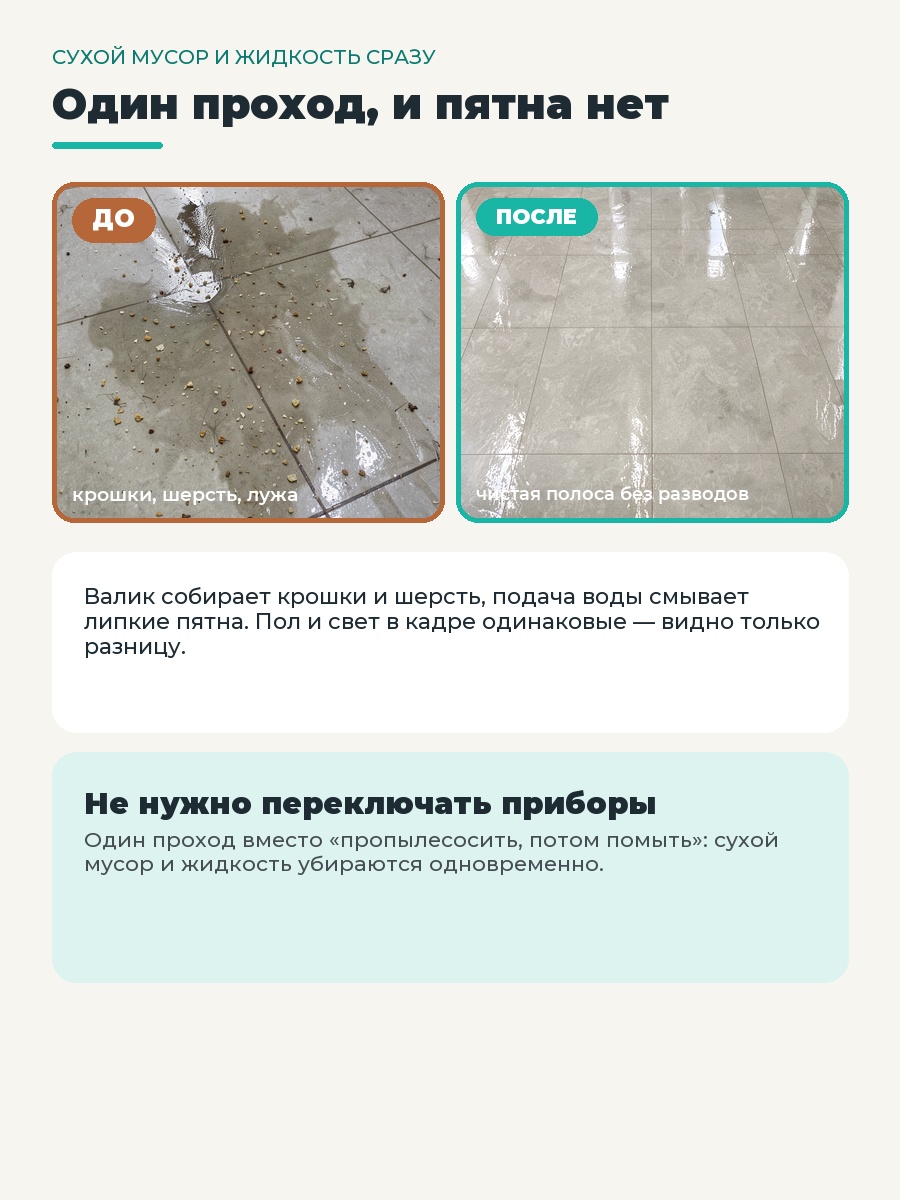 СУХОЙ МУСОР И ЖИДКОСТЬ СРАЗУ
Один проход, и пятна нет
ДО
ПОСЛЕ
крошки, шерсть, лужа
чистая полоса без разводов
Валик собирает крошки и шерсть, подача воды смывает
липкие пятна. Пол и свет в кадре одинаковые — видно только
разницу.
Не нужно переключать приборы
Один проход вместо «пропылесосить, потом помыть»: сухой
мусор и жидкость убираются одновременно.